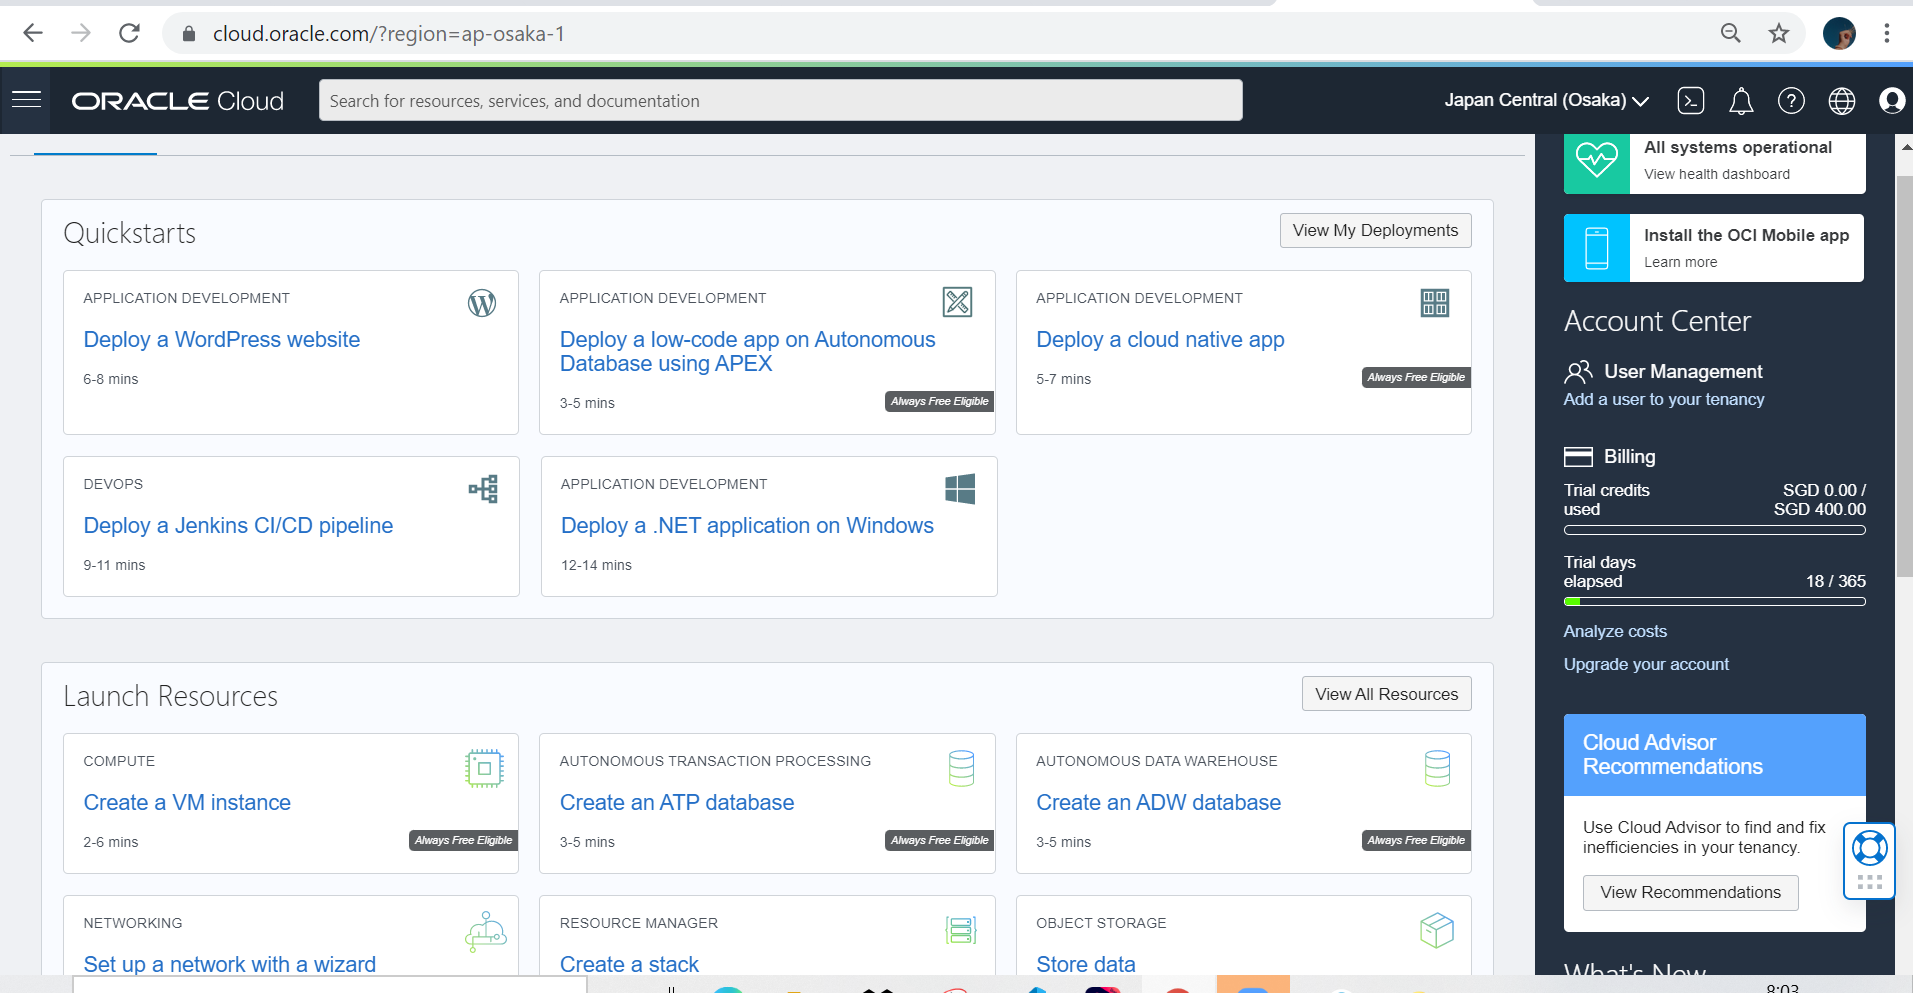 cloud.oracle.com/?region=ap-osaka-1
ORACLE Cloud
Search for resources, services, and documentation
Japan Central (Osaka)
All systems operational
View health dashboard
Install the OCI Mobile app
Learn more
Quickstarts
View My Deployments
APPLICATION DEVELOPMENT
Deploy a WordPress website
6-8 mins
APPLICATION DEVELOPMENT
Deploy a low-code app on Autonomous
Database using APEX
3-5 mins
Always Free Eligible
APPLICATION DEVELOPMENT
Deploy a cloud native app
5-7 mins
Always Free Eligible
DEVOPS
Deploy a Jenkins CI/CD pipeline
9-11 mins
APPLICATION DEVELOPMENT
Deploy a .NET application on Windows
12-14 mins
Launch Resources
View All Resources
COMPUTE
Create a VM instance
2-6 mins
Always Free Eligible
AUTONOMOUS TRANSACTION PROCESSING
Create an ATP database
3-5 mins
Always Free Eligible
AUTONOMOUS DATA WAREHOUSE
Create an ADW database
3-5 mins
Always Free Eligible
NETWORKING
Set up a network with a wizard
RESOURCE MANAGER
Create a stack
OBJECT STORAGE
Store data
Account Center
User Management
Add a user to your tenancy
Billing
Trial credits
used
SGD 0.00 /
SGD 400.00
Trial days
elapsed
18 / 365
Analyze costs
Upgrade your account
Cloud Advisor
Recommendations
Use Cloud Advisor to find and fix
inefficiencies in your tenancy.
View Recommendations
What's New
8:03